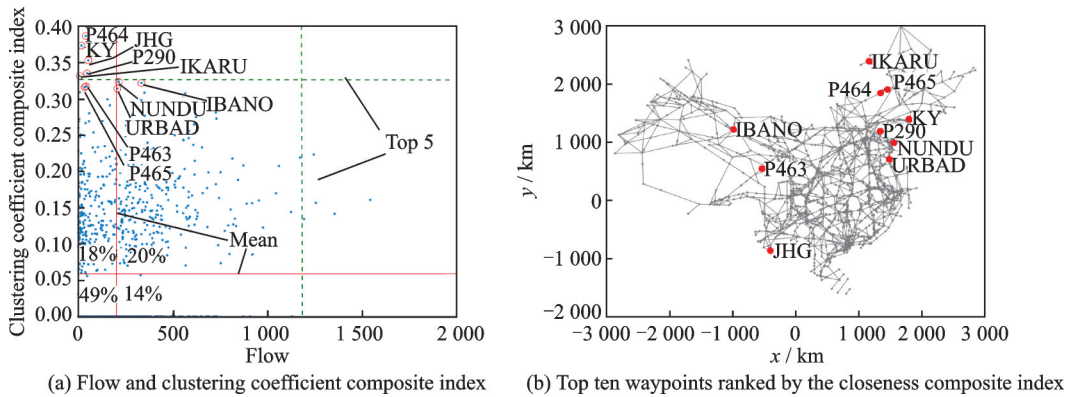 Clustering coefficient composite index
0.40
0.35
0.30
0.25
0.20
0.15
0.10
0.05
0.00
P464
KY
JHG
P290
IKARU
IBANO
NUNDU
URBAD
P463
P465
Top 5
Mean
18%
20%
49%
14%
0
500
1 000
1 500
2 000
Flow
(a) Flow and clustering coefficient composite index
y / km
3 000
2 000
1 000
0
−1 000
−2 000
IKARU
P464
P465
KY
IBANO
P290
NUNDU
URBAD
P463
JHG
−3 000
−2 000
−1 000
0
1 000
2 000
3 000
x / km
(b) Top ten waypoints ranked by the closeness composite index